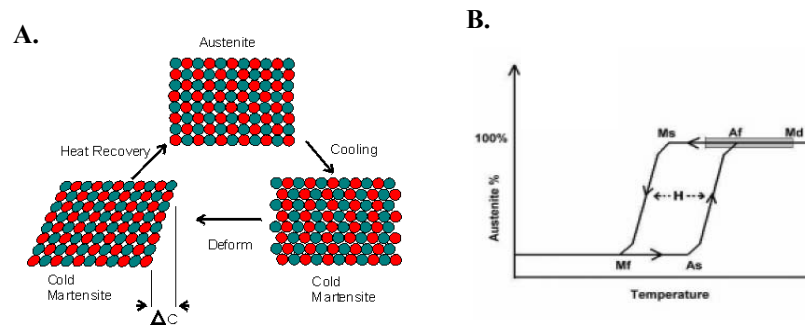 A.
Austenite
Heat Recovery
Cooling
Deform
Cold
Martensite
Cold
Martensite
ΔC
B.
100%
Austenite %
Ms
Af
Md
H
Mf
As
Temperature